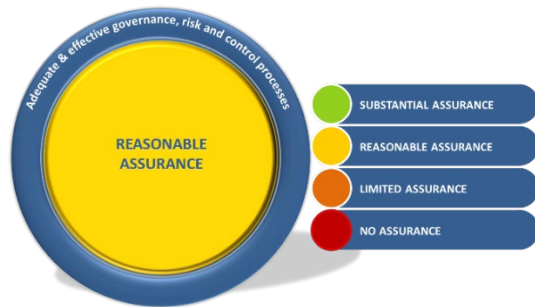 Adequate & effective governance, risk and control processes
REASONABLE
ASSURANCE
SUBSTANTIAL ASSURANCE
REASONABLE ASSURANCE
LIMITED ASSURANCE
NO ASSURANCE